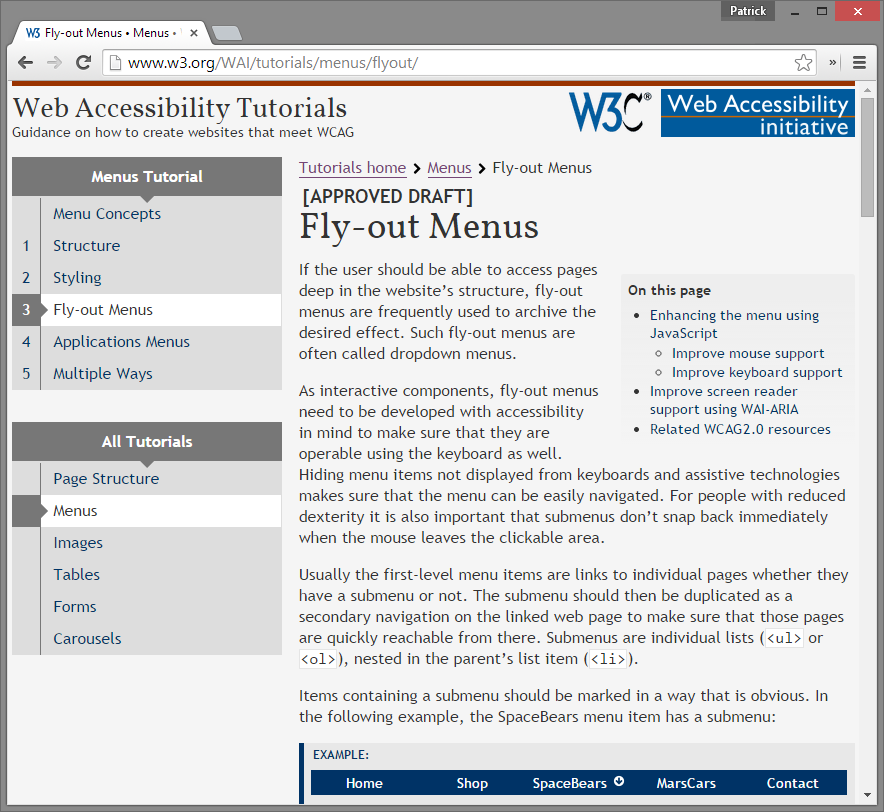 Patrick
W3 Fly-out Menus • Menus •
www.w3.org/WAI/tutorials/menus/flyout/
Web Accessibility Tutorials
Guidance on how to create websites that meet WCAG
W3C®
Web Accessibility
initiative
Menus Tutorial
Menu Concepts
1 Structure
2 Styling
3 Fly-out Menus
4 Applications Menus
5 Multiple Ways
All Tutorials
Page Structure
Menus
Images
Tables
Forms
Carousels
Tutorials home > Menus > Fly-out Menus
[APPROVED DRAFT]
Fly-out Menus
If the user should be able to access pages
deep in the website’s structure, fly-out
menus are frequently used to archive the
desired effect. Such fly-out menus are
often called dropdown menus.
As interactive components, fly-out menus
need to be developed with accessibility
in mind to make sure that they are
operable using the keyboard as well.
Hiding menu items not displayed from keyboards and assistive technologies
makes sure that the menu can be easily navigated. For people with reduced
dexterity it is also important that submenus don’t snap back immediately
when the mouse leaves the clickable area.
On this page
• Enhancing the menu using
JavaScript
◦ Improve mouse support
◦ Improve keyboard support
• Improve screen reader
support using WAI-ARIA
• Related WCAG2.0 resources
Usually the first-level menu items are links to individual pages whether they
have a submenu or not. The submenu should then be duplicated as a
secondary navigation on the linked web page to make sure that those pages
are quickly reachable from there. Submenus are individual lists (<ul> or
<ol>), nested in the parent’s list item (<li>).
Items containing a submenu should be marked in a way that is obvious. In
the following example, the SpaceBears menu item has a submenu:
EXAMPLE:
Home Shop SpaceBears MarsCars Contact